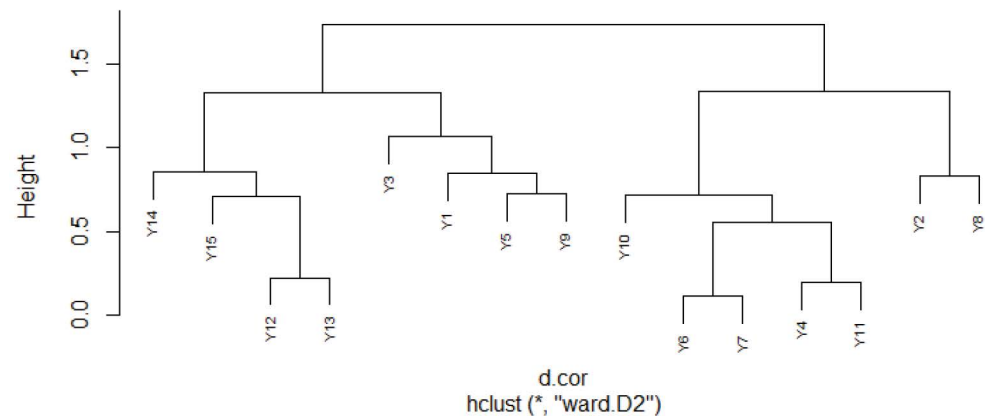 Height
1.5
1.0
0.5
0.0
Y14
Y15
Y12
Y13
Y3
Y1
Y5
Y9
Y10
Y6
Y7
Y4
Y11
Y2
Y8
d.cor
hclust (*, "ward.D2")